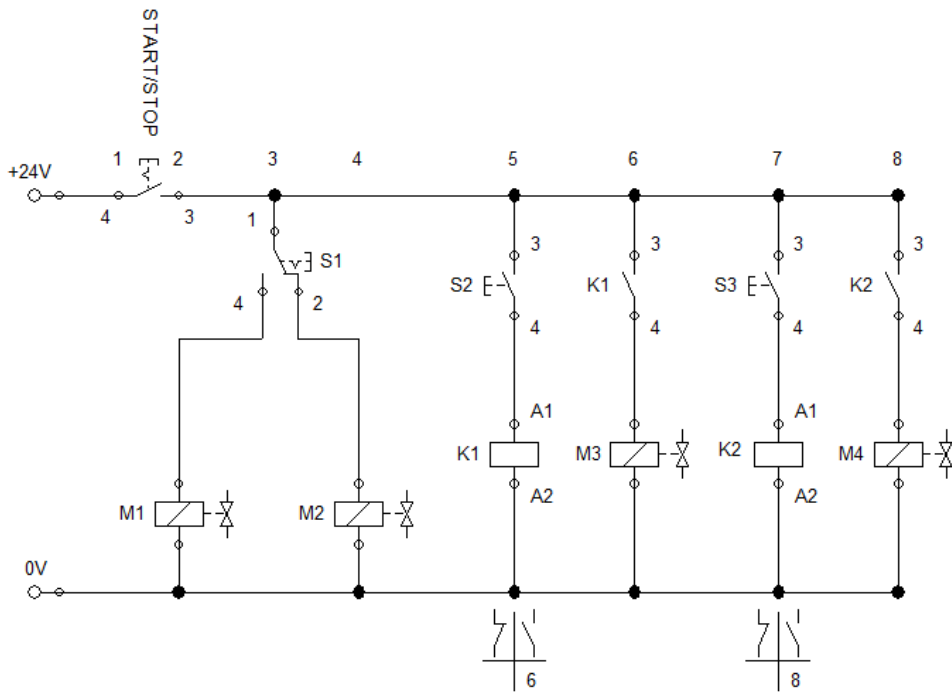 START/STOP
1 2 3 4 5 6 7 8
+24V
4 3
1
3 3 3 3
S1
S2 K1 S3 K2
4 2
4 4 4 4
A1 A1
K1 M3 K2 M4
A2 A2
M1 M2
0V
6 8